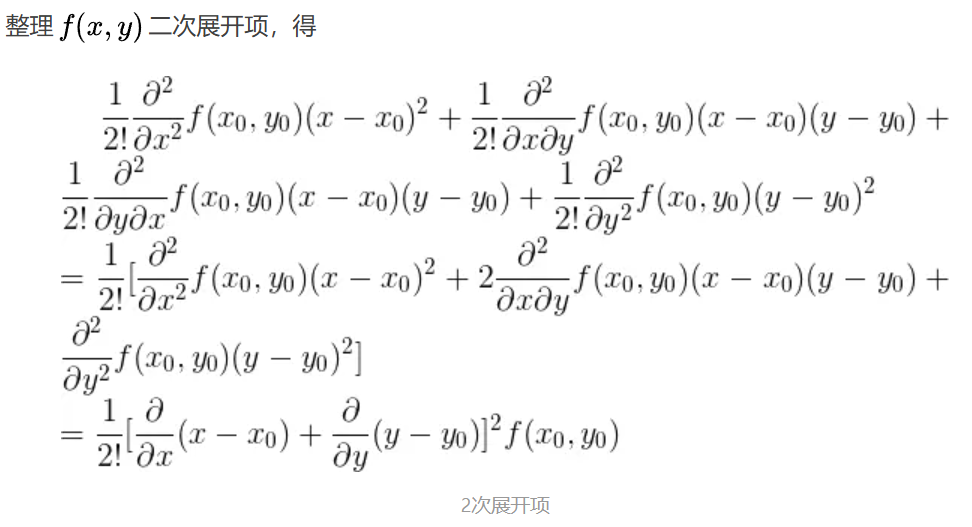 整理 f(x, y) 二次展开项，得
\frac{1}{2!}\frac{\partial^2}{\partial x^2}f(x_0, y_0)(x - x_0)^2 + \frac{1}{2!}\frac{\partial^2}{\partial x\partial y}f(x_0, y_0)(x - x_0)(y - y_0) +
\frac{1}{2!}\frac{\partial^2}{\partial y\partial x}f(x_0, y_0)(x - x_0)(y - y_0) + \frac{1}{2!}\frac{\partial^2}{\partial y^2}f(x_0, y_0)(y - y_0)^2
= \frac{1}{2!}[\frac{\partial^2}{\partial x^2}f(x_0, y_0)(x - x_0)^2 + 2\frac{\partial^2}{\partial x\partial y}f(x_0, y_0)(x - x_0)(y - y_0) +
\frac{\partial^2}{\partial y^2}f(x_0, y_0)(y - y_0)^2]
= \frac{1}{2!}[\frac{\partial}{\partial x}(x - x_0) + \frac{\partial}{\partial y}(y - y_0)]^2 f(x_0, y_0)
2次展开项